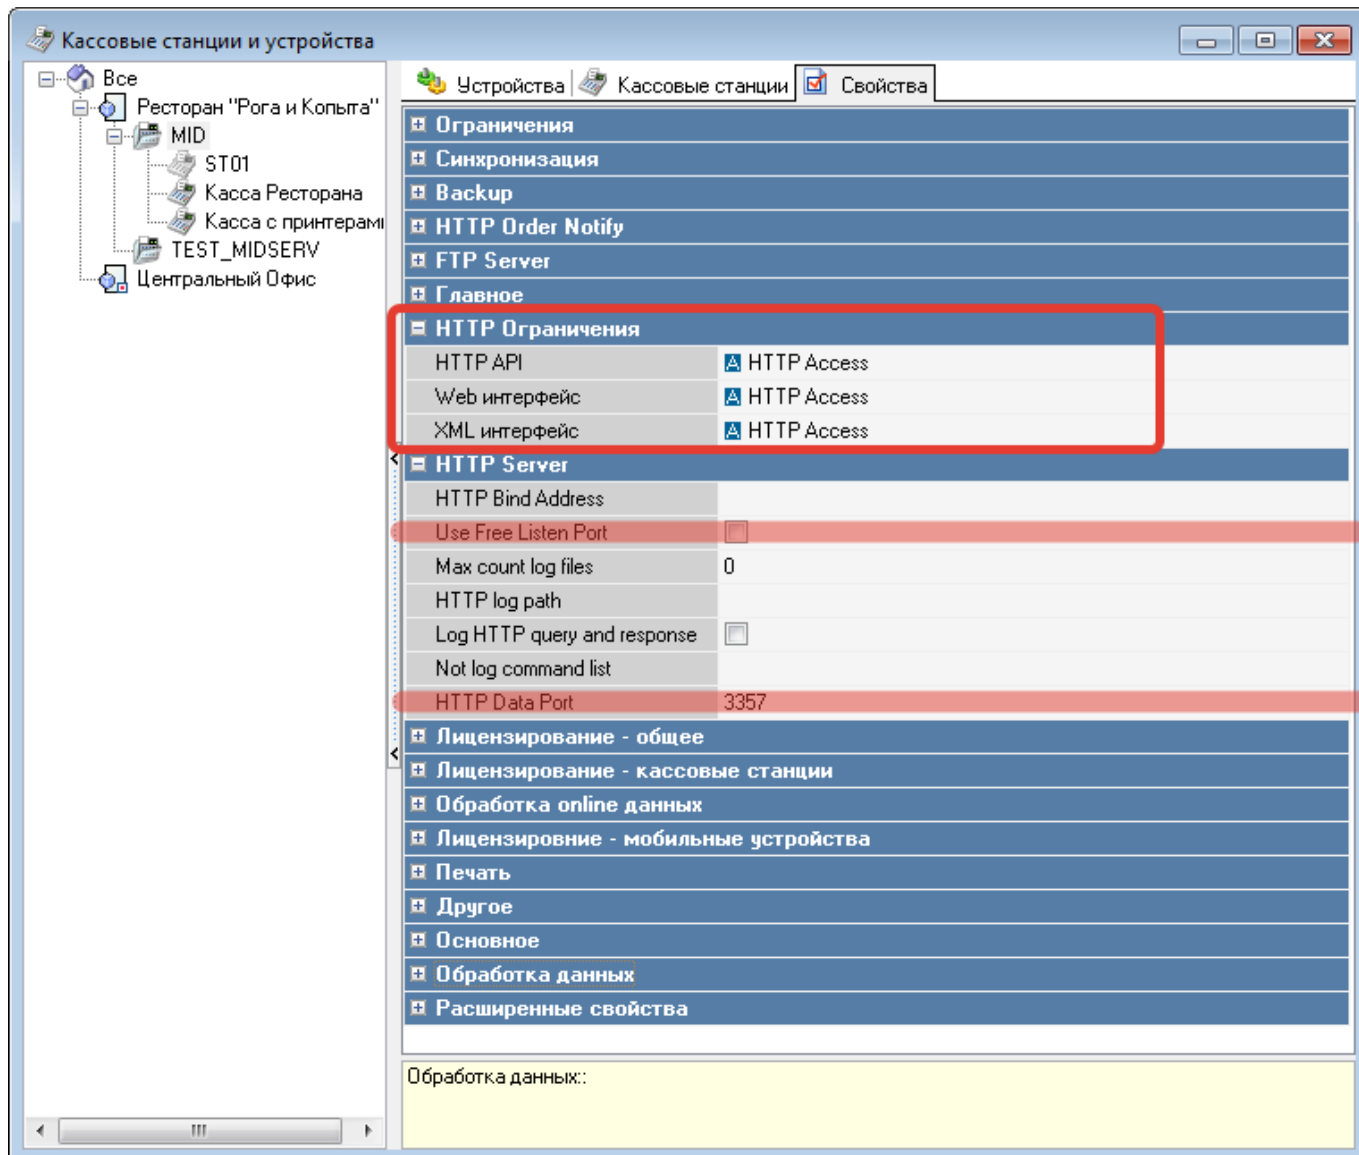 Кассовые станции и устройства
Все
Ресторан "Рога и Копыта"
MID
ST01
Касса Ресторана
Касса с принтерами
TEST_MIDSERV
Центральный Офис
Устройства
Кассовые станции
Свойства
Ограничения
Синхронизация
Backup
HTTP Order Notify
FTP Server
Главное
HTTP Ограничения
HTTP API HTTP Access
Web интерфейс HTTP Access
XML интерфейс HTTP Access
HTTP Server
HTTP Bind Address
Use Free Listen Port
Max count log files 0
HTTP log path
Log HTTP query and response
Not log command list
HTTP Data Port 3357
Лицензирование - общее
Лицензирование - кассовые станции
Обработка online данных
Лицензировние - мобильные устройства
Печать
Другое
Основное
Обработка данных
Расширенные свойства
Обработка данных::